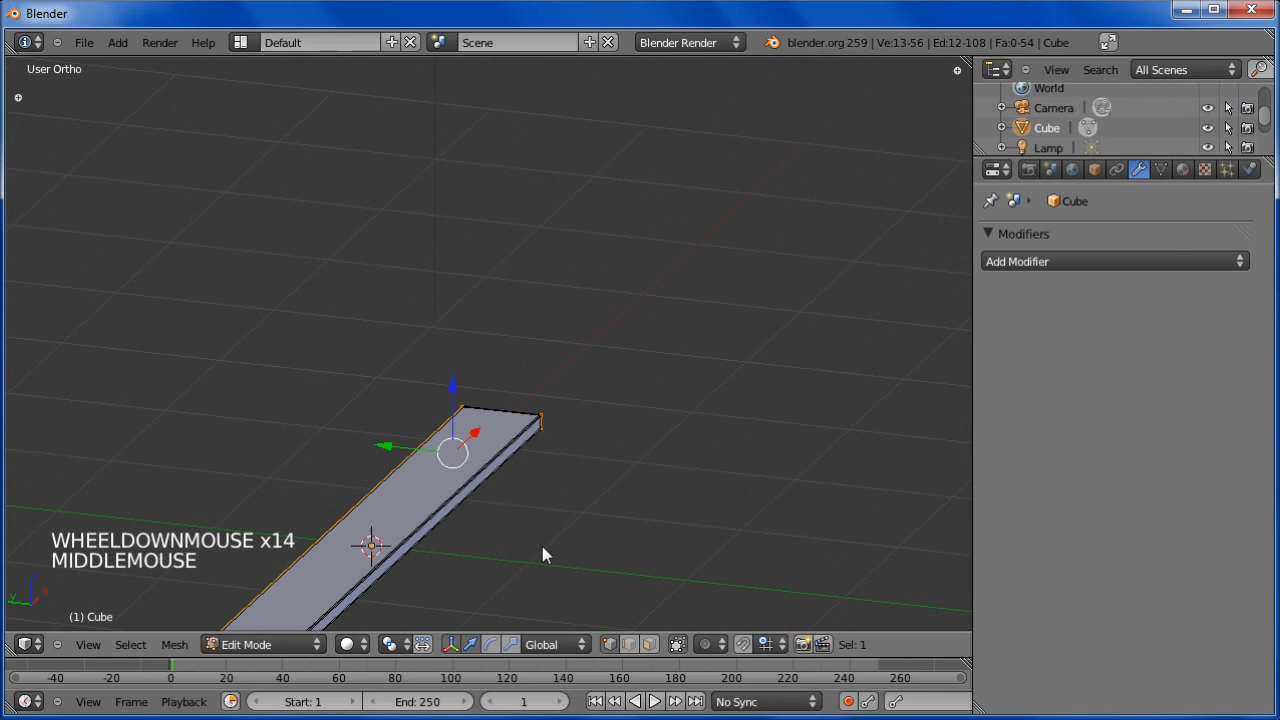 Blender
File Add Render Help Default Scene Blender Render blender.org 259 | Ve:13-56 | Ed:12-108 | Fa:0-54 | Cube
User Ortho
View Search All Scenes
World
Camera
Cube
Lamp
Cube
Modifiers
Add Modifier
WHEELDOWNMOUSE x14
MIDDLEMOUSE
(1) Cube
View Select Mesh Edit Mode Global Sel: 1
-40 -20 0 20 40 60 80 100 120 140 160 180 200 220 240 260
View Frame Playback Start: 1 End: 250 1 No Sync